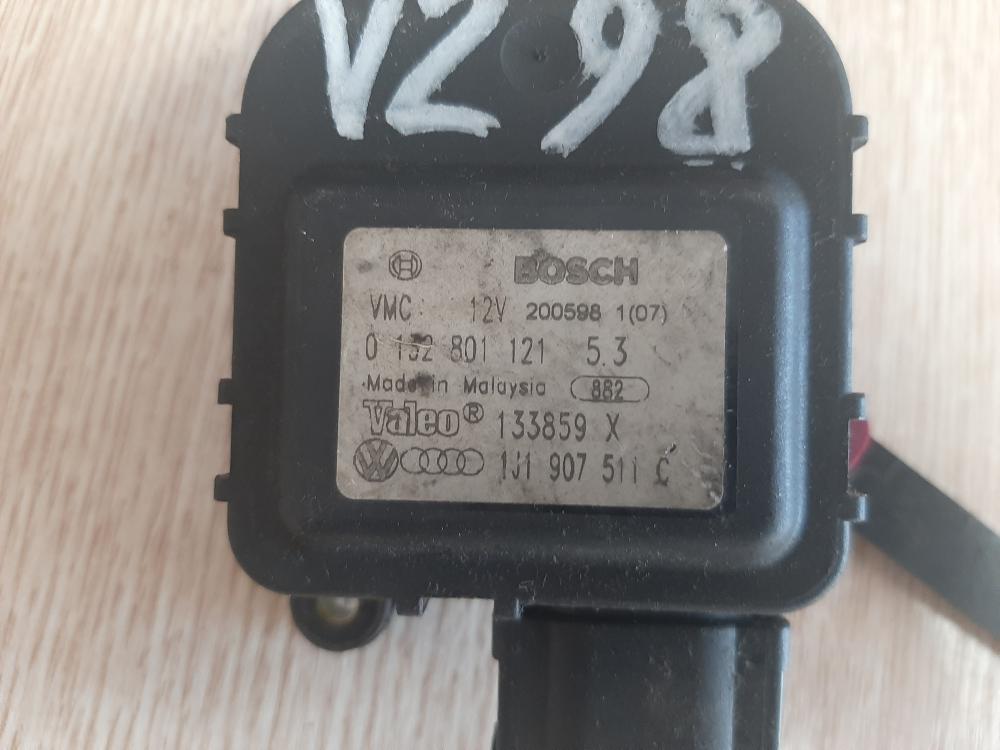 VZ98
BOSCH
VMC: 12V 200598 1(07)
0 132 801 121 5.3
Made in Malaysia 882
Valeo® 133859 X
1J1 907 511 C